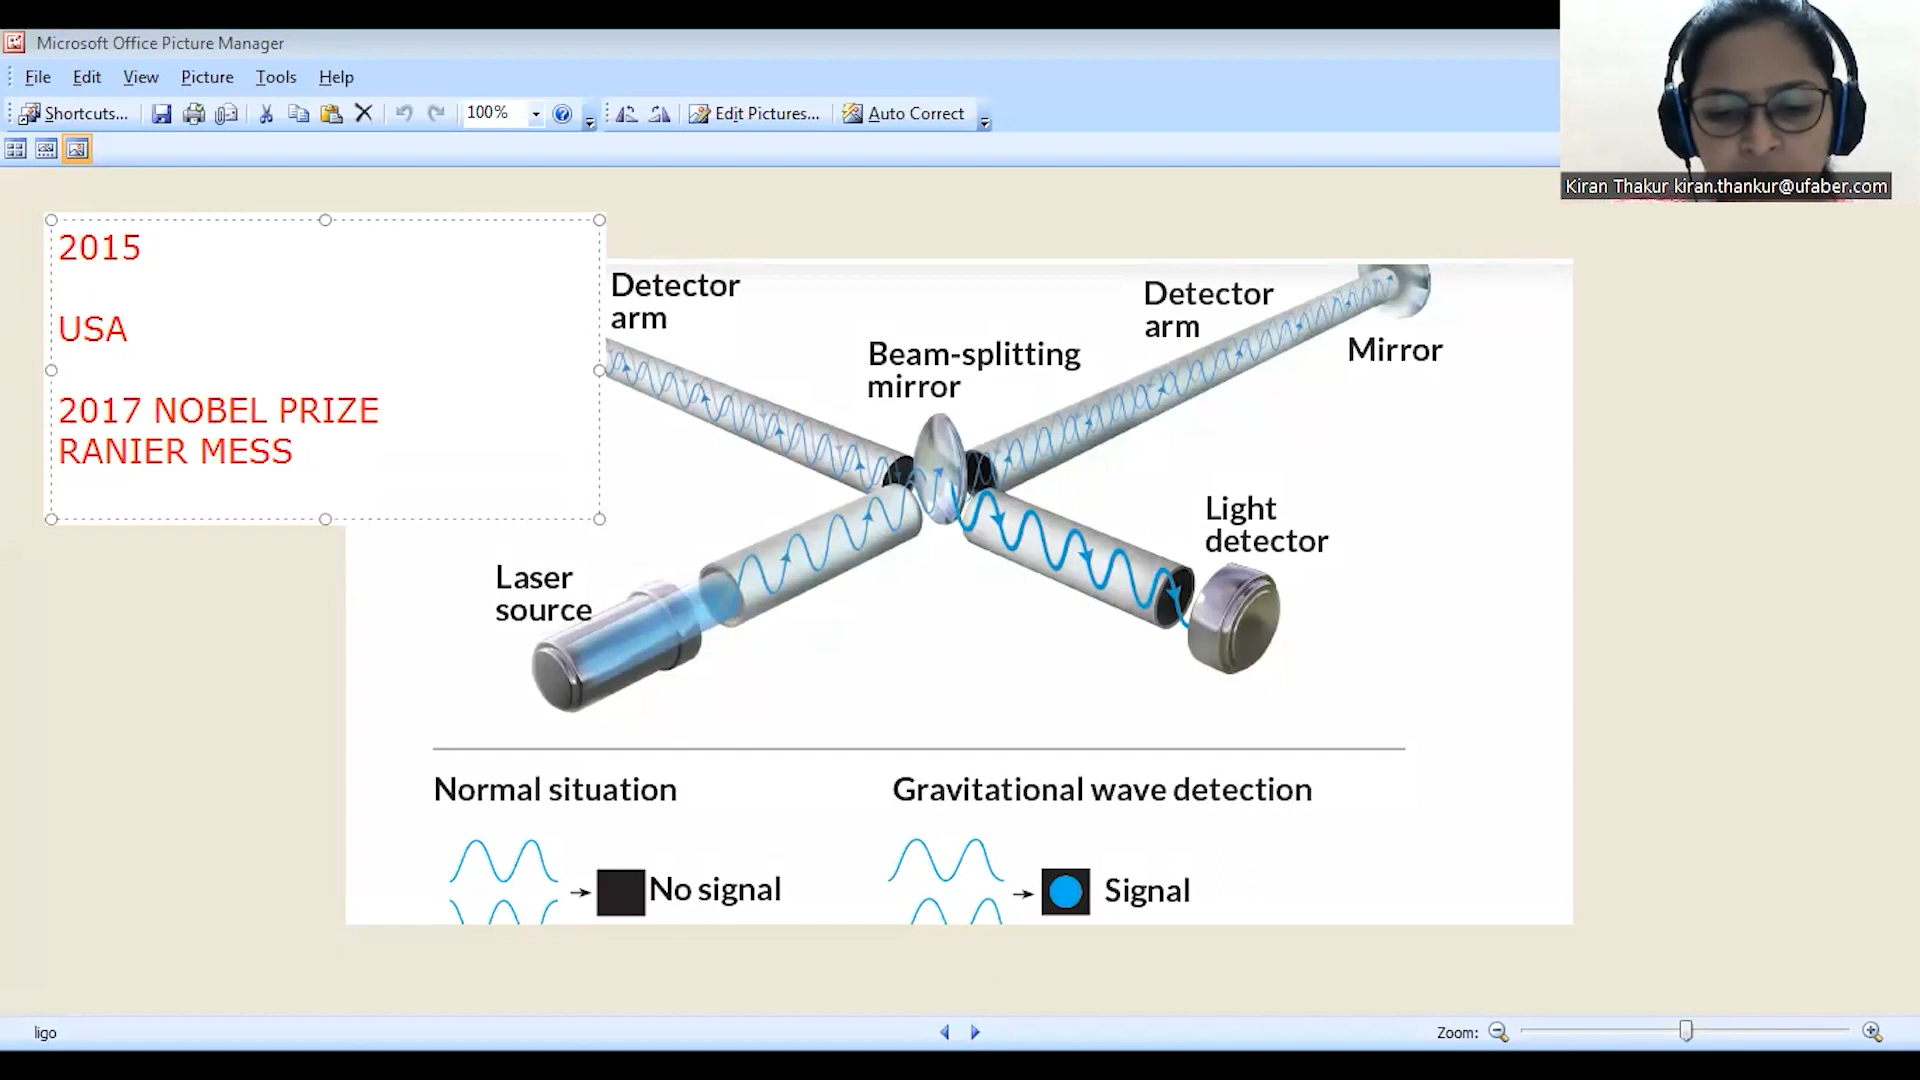 Microsoft Office Picture Manager
File Edit View Picture Tools Help
Shortcuts... 100% Edit Pictures... Auto Correct
Kiran Thakur kiran.thankur@ufaber.com
2015
USA
2017 NOBEL PRIZE
RANIER MESS
Detector
arm
Detector
arm
Beam-splitting
mirror
Mirror
Light
detector
Laser
source
Normal situation
Gravitational wave detection
No signal
Signal
ligo
Zoom: